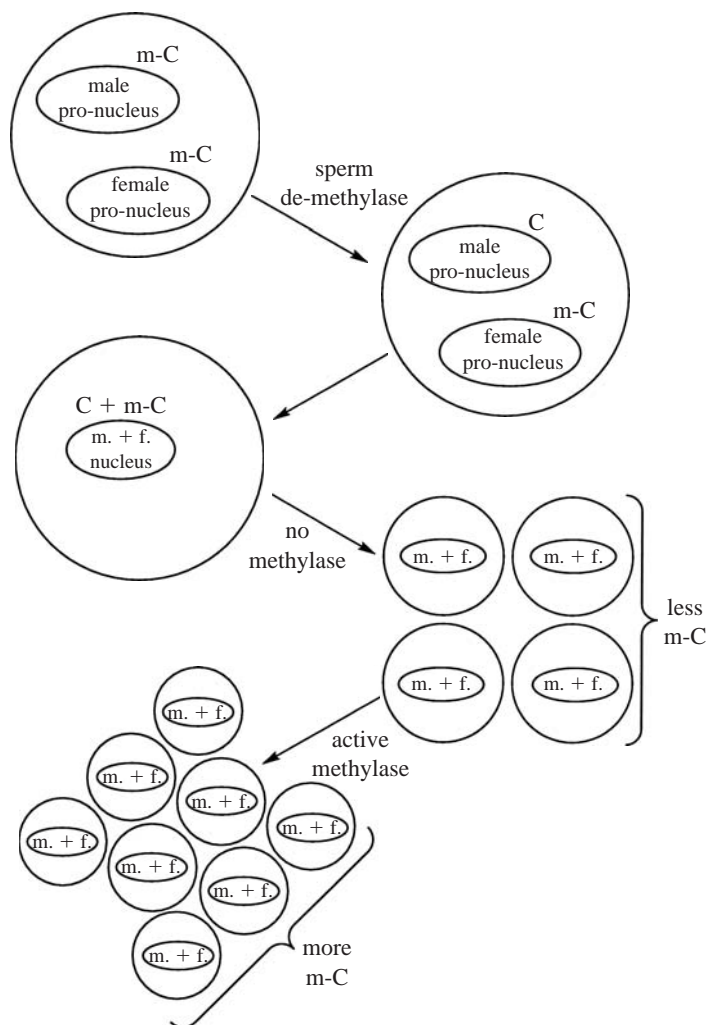 m-C
male
pro-nucleus
m-C
female
pro-nucleus
sperm
de-methylase
C
male
pro-nucleus
m-C
female
pro-nucleus
C + m-C
m. + f.
nucleus
no
methylase
m. + f.
m. + f.
m. + f.
m. + f.
less
m-C
active
methylase
m. + f.
m. + f.
m. + f.
m. + f.
m. + f.
m. + f.
m. + f.
m. + f.
more
m-C